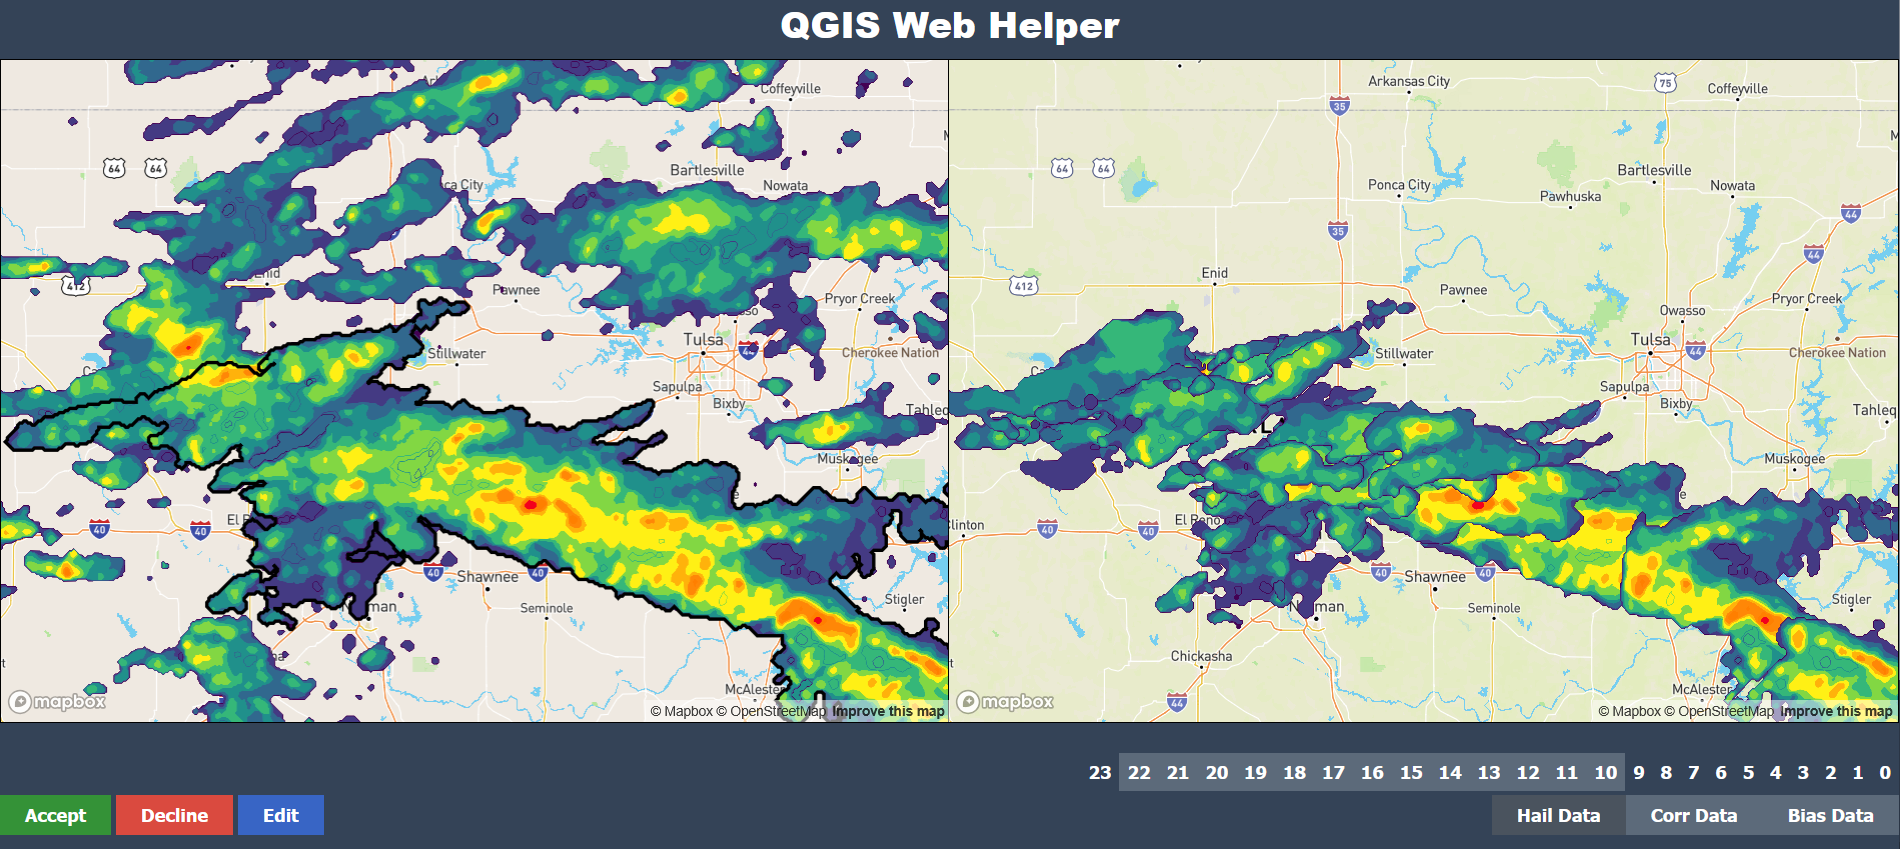 QGIS Web Helper
Coffeyville
64
64
Bartlesville
Nowata
ca City
412
Enid
Pawnee
Pryor Creek
sso
Tulsa
44
Stillwater
Cherokee Nation
Ca
Sapulpa
Bixby
Tahleq
Muskogee
e
40
40
El R
40
Shawnee
40
Seminole
Stigler
man
McAlester
mapbox
© Mapbox © OpenStreetMap Improve this map
Arkansas City
75
Coffeyville
35
64
64
Bartlesville
Ponca City
Nowata
Pawhuska
44
35
44
Enid
412
Pawnee
Pryor Creek
Owasso
Tulsa
44
Stillwater
Cherokee Nation
Ca
Sapulpa
Bixby
Tahleq
Muskogee
e
Clinton
40
El Reno
40
40
Shawnee
40
Seminole
Stigler
Norman
Chickasha
McAlester
44
mapbox
© Mapbox © OpenStreetMap Improve this map
23 22 21 20 19 18 17 16 15 14 13 12 11 10 9 8 7 6 5 4 3 2 1 0
Accept Decline Edit
Hail Data Corr Data Bias Data